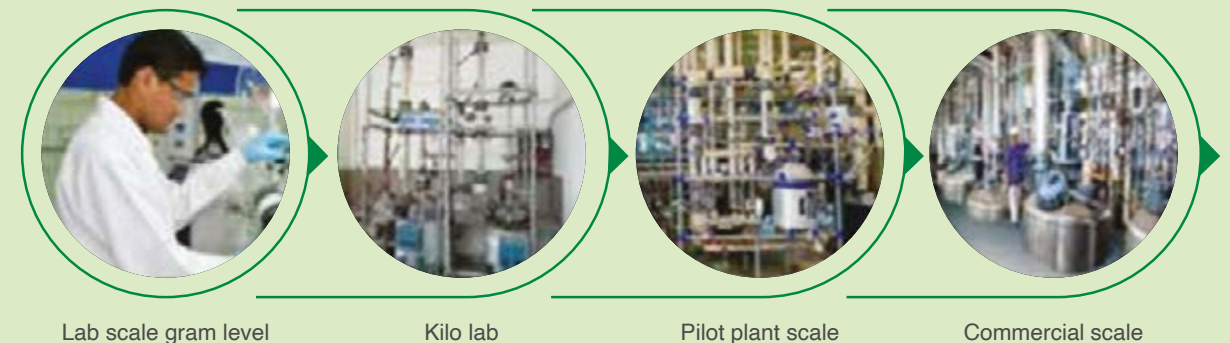 Lab scale gram level
Kilo lab
Pilot plant scale
Commercial scale